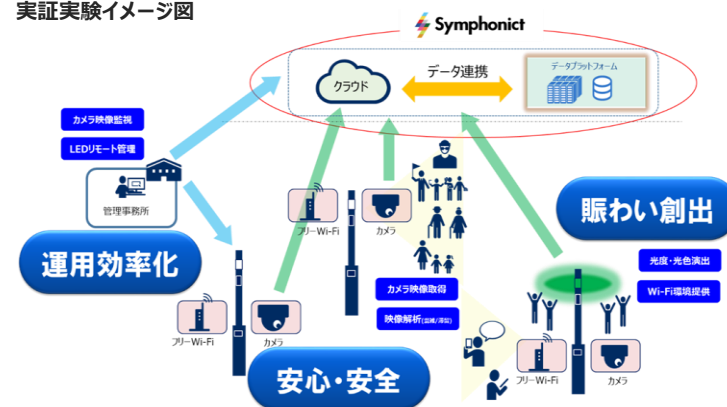 実証実験イメージ図
Symphonict
クラウド
データ連携
データプラットフォーム
カメラ映像監視
LEDリモート管理
管理事務所
運用効率化
フリーWi-Fi
カメラ
賑わい創出
光度・光色演出
Wi-Fi環境提供
カメラ映像取得
映像解析
フリーWi-Fi
カメラ
フリーWi-Fi
カメラ
安心・安全